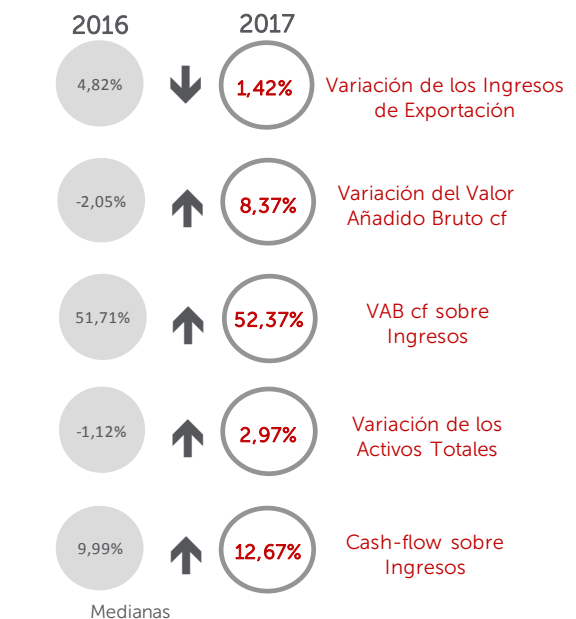 2016
2017
4,82%
1,42%
Variación de los Ingresos
de Exportación
-2,05%
8,37%
Variación del Valor
Añadido Bruto cf
51,71%
52,37%
VAB cf sobre
Ingresos
-1,12%
2,97%
Variación de los
Activos Totales
9,99%
12,67%
Cash-flow sobre
Ingresos
Medianas